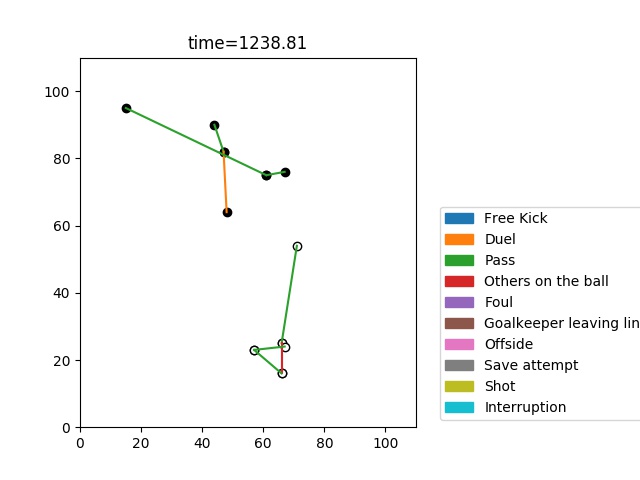 time=1238.81
100
80
60
40
20
0
0 20 40 60 80 100
Free Kick
Duel
Pass
Others on the ball
Foul
Goalkeeper leaving lin
Offside
Save attempt
Shot
Interruption